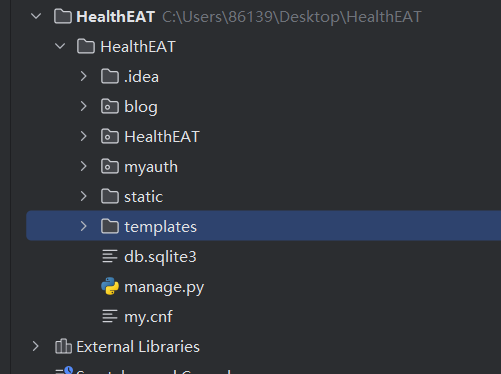 HealthEAT C:\Users\86139\Desktop\HealthEAT
HealthEAT
.idea
blog
HealthEAT
myauth
static
templates
db.sqlite3
manage.py
my.cnf
External Libraries